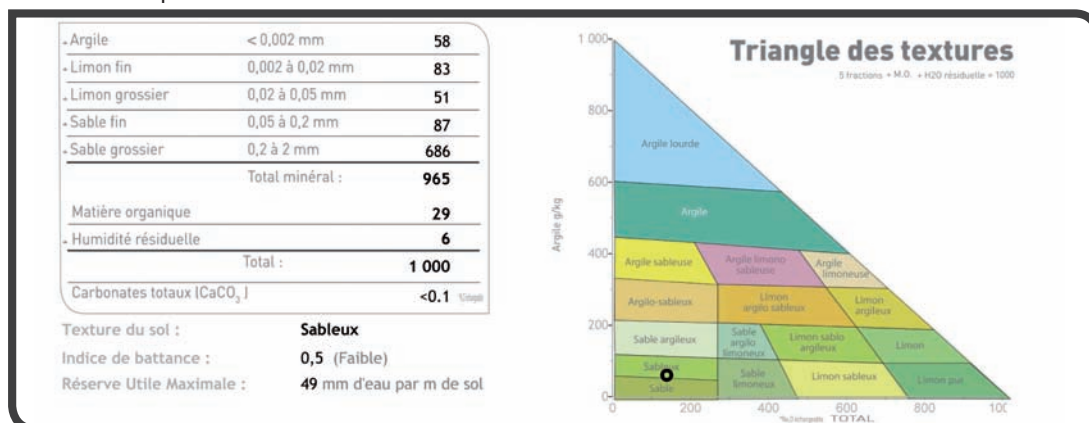 - Argile < 0,002 mm 58
- Limon fin 0,002 à 0,02 mm 83
- Limon grossier 0,02 à 0,05 mm 51
- Sable fin 0,05 à 0,2 mm 87
- Sable grossier 0,2 à 2 mm 686
Total minéral : 965
Matière organique 29
- Humidité résiduelle 6
Total : 1 000
Carbonates totaux (CaCO3) <0.1
Texture du sol : Sableux
Indice de battance : 0,5 (Faible)
Réserve Utile Maximale : 49 mm d'eau par m de sol
Triangle des textures
5 fractions + M.O. + H2O résiduelle = 1000
Argile g/kg
1 000
800
600
400
200
0
Argile lourde
Argile
Argile sableuse
Argile limono sableuse
Argile limoneuse
Argilo-sableux
Limon argilo sableux
Limon argileux
Sable argileux
Sable argilo limoneux
Limon sablo argileux
Limon
Sableux
Sable
Sable limoneux
Limon sableux
Limon pur
0 200 400 600 800 100
TOTAL